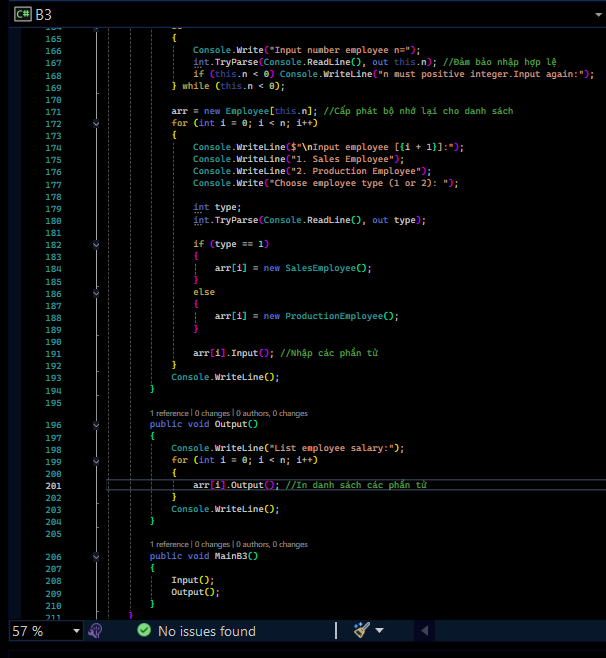 C# B3
165 {
166 Console.Write("Input number employee n=");
167 int.TryParse(Console.ReadLine(), out this.n); //Đảm bảo nhập hợp lệ
168 if (this.n < 0) Console.WriteLine("n must positive integer.Input again:");
169 } while (this.n < 0);
170
171 arr = new Employee[this.n]; //Cấp phát bộ nhớ lại cho danh sách
172 for (int i = 0; i < n; i++)
173 {
174 Console.WriteLine($"\nInput employee [{i + 1}]:");
175 Console.WriteLine("1. Sales Employee");
176 Console.WriteLine("2. Production Employee");
177 Console.Write("Choose employee type (1 or 2): ");
178
179 int type;
180 int.TryParse(Console.ReadLine(), out type);
181
182 if (type == 1)
183 {
184 arr[i] = new SalesEmployee();
185 }
186 else
187 {
188 arr[i] = new ProductionEmployee();
189 }
190
191 arr[i].Input(); //Nhập các phần tử
192 }
193 Console.WriteLine();
194 }
195
1 reference | 0 changes | 0 authors, 0 changes
196 public void Output()
197 {
198 Console.WriteLine("List employee salary:");
199 for (int i = 0; i < n; i++)
200 {
201 arr[i].Output(); //In danh sách các phần tử
202 }
203 Console.WriteLine();
204 }
205
1 reference | 0 changes | 0 authors, 0 changes
206 public void MainB3()
207 {
208 Input();
209 Output();
210 }
211 }
57 % No issues found